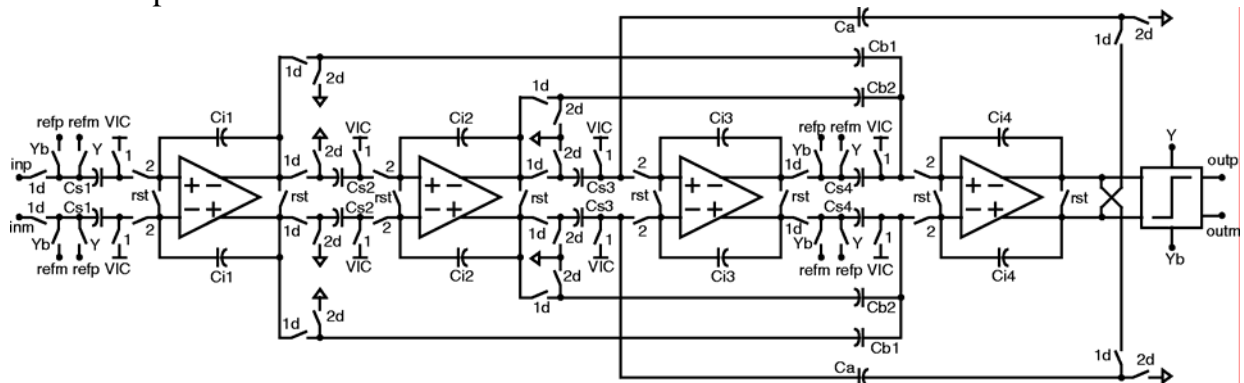 Ca
1d
2d
Cb1
1d
2d
Cb2
1d
2d
refp refm VIC
Ci1
VIC
Ci2
VIC
Ci3
refp refm VIC
Ci4
Y
Yb
Y
1
2
1d
2d
1
2
1d
2d
1
2
1d
Yb
Y
1
2
inp
1d
Cs1
+ −
Cs2
+ −
Cs3
+ −
Cs4
+ −
outp
rst
rst
rst
rst
rst
rst
rst
rst
inm
1d
Cs1
− +
Cs2
− +
Cs3
− +
Cs4
− +
outm
Yb
Y
1
2
1d
2d
1
2
1d
2d
1
2
1d
Yb
Y
1
2
Yb
refm refp VIC
Ci1
VIC
Ci2
VIC
Ci3
refm refp VIC
Ci4
1d
2d
Cb2
1d
2d
Cb1
1d
2d
Ca